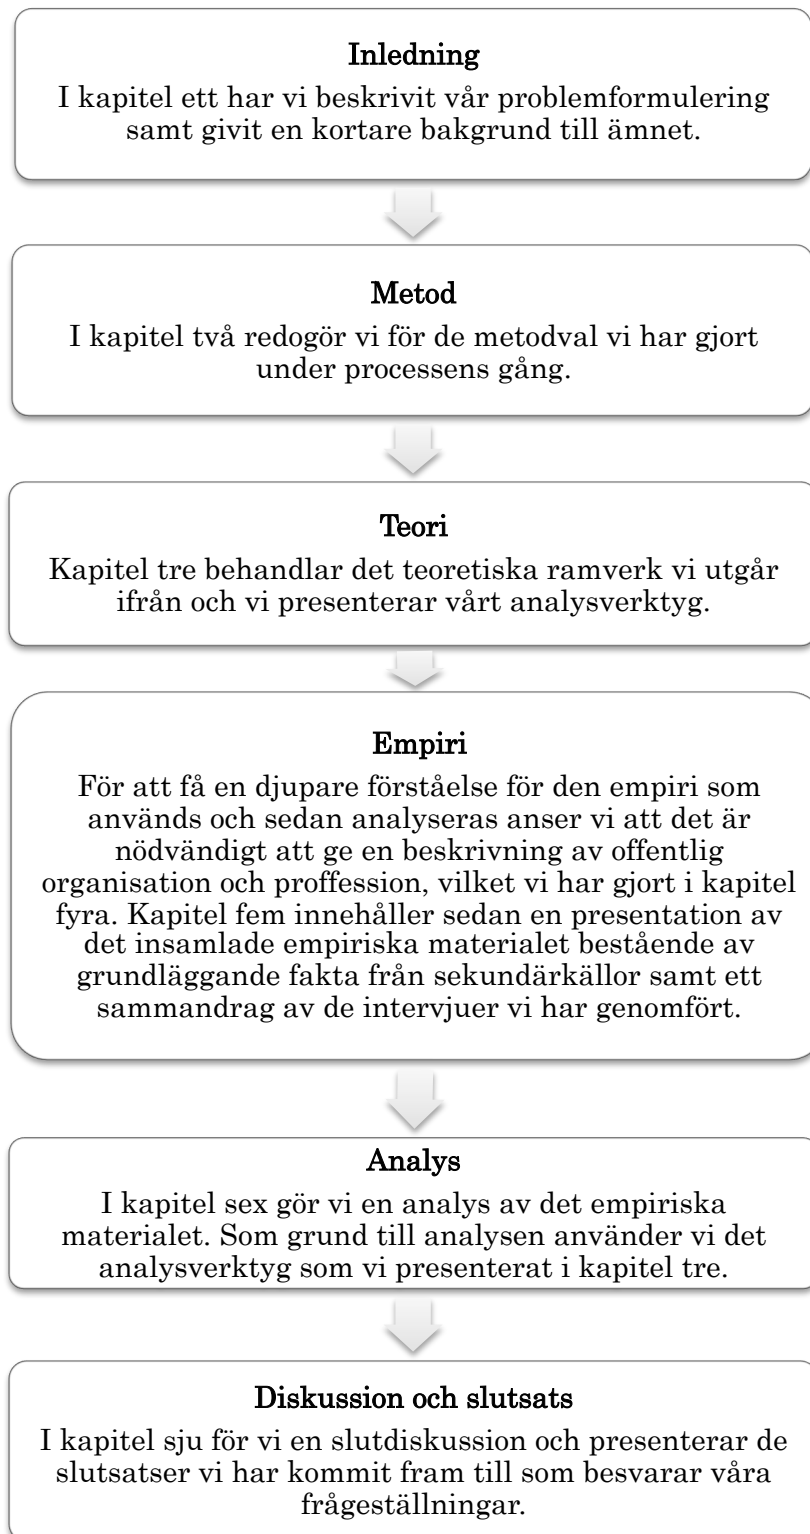 Inledning
I kapitel ett har vi beskrivit vår problemformulering
samt givit en kortare bakgrund till ämnet.
Metod
I kapitel två redogör vi för de metodval vi har gjort
under processens gång.
Teori
Kapitel tre behandlar det teoretiska ramverk vi utgår
ifrån och vi presenterar vårt analysverktyg.
Empiri
För att få en djupare förståelse för den empiri som
används och sedan analyseras anser vi att det är
nödvändigt att ge en beskrivning av offentlig
organisation och proffession, vilket vi har gjort i kapitel
fyra. Kapitel fem innehåller sedan en presentation av
det insamlade empiriska materialet bestående av
grundläggande fakta från sekundärkällor samt ett
sammandrag av de intervjuer vi har genomfört.
Analys
I kapitel sex gör vi en analys av det empiriska
materialet. Som grund till analysen använder vi det
analysverktyg som vi presenterat i kapitel tre.
Diskussion och slutsats
I kapitel sju för vi en slutdiskussion och presenterar de
slutsatser vi har kommit fram till som besvarar våra
frågeställningar.